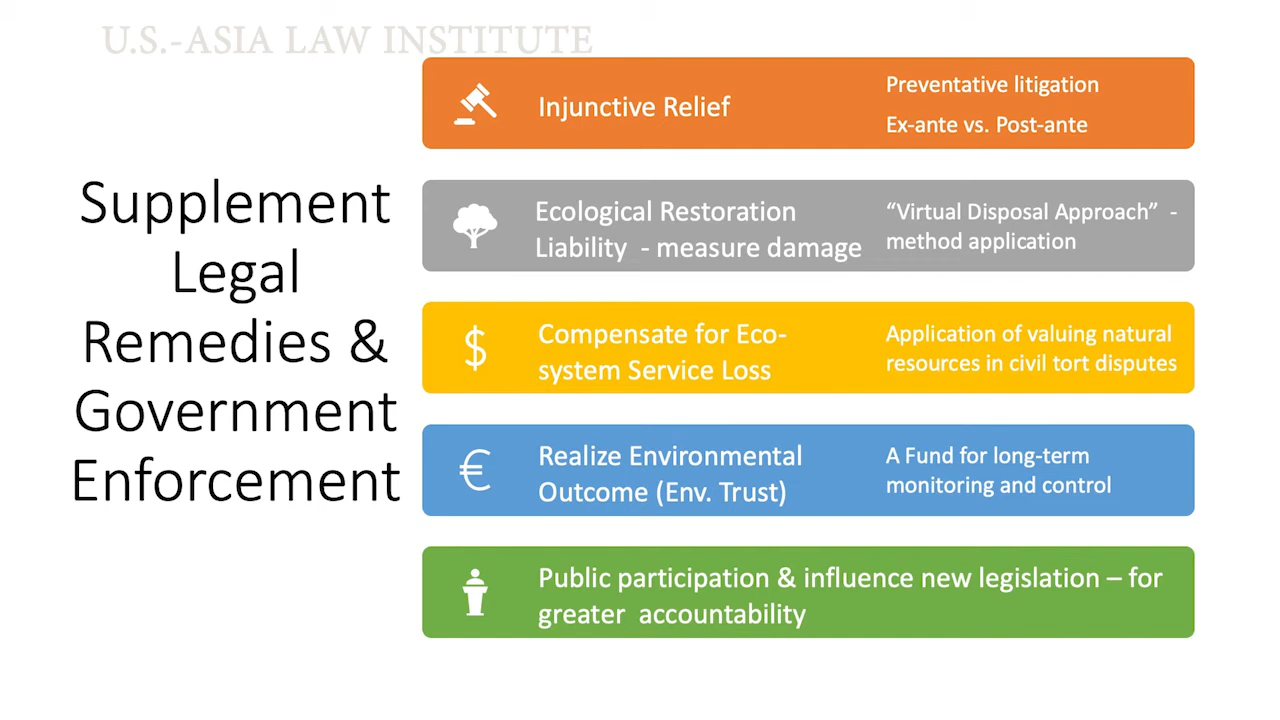 U.S.-ASIA LAW INSTITUTE
Supplement
Legal
Remedies &
Government
Enforcement
Injunctive Relief
Preventative litigation
Ex-ante vs. Post-ante
Ecological Restoration
Liability - measure damage
“Virtual Disposal Approach” -
method application
$
Compensate for Eco-
system Service Loss
Application of valuing natural
resources in civil tort disputes
€
Realize Environmental
Outcome (Env. Trust)
A Fund for long-term
monitoring and control
Public participation & influence new legislation – for
greater accountability